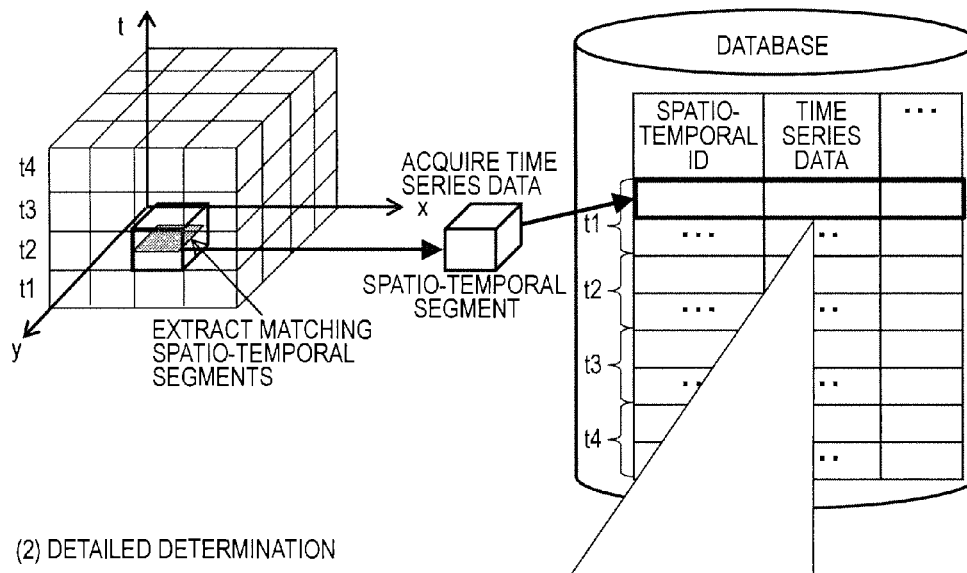 t
DATABASE
SPATIO-
TEMPORAL
ID
TIME
SERIES
DATA
...
t4
t3
t2
t1
ACQUIRE TIME
SERIES DATA
x
SPATIO-TEMPORAL
SEGMENT
y
EXTRACT MATCHING
SPATIO-TEMPORAL
SEGMENTS
t1
... ..
t2
... ..
t3
.. ..
t4
..
(2) DETAILED DETERMINATION